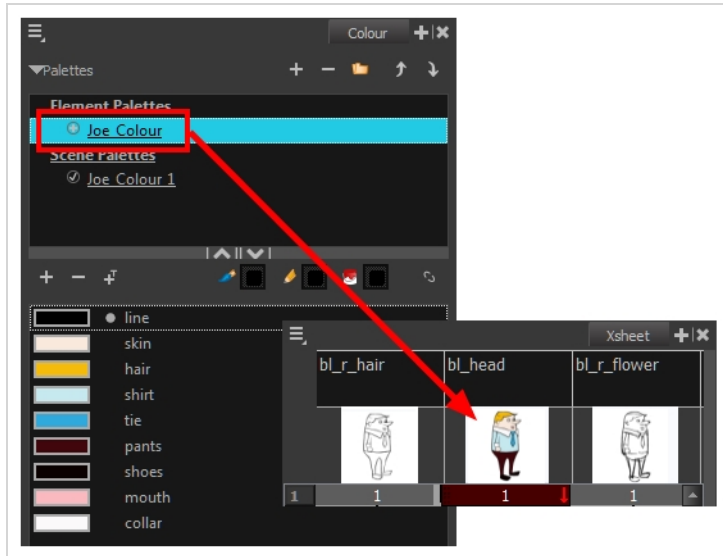 Colour
Palettes
Element Palettes
Joe Colour
Scene Palettes
Joe Colour 1
line
skin
hair
shirt
tie
pants
shoes
mouth
collar
Xsheet
bl_r_hair bl_head bl_r_flower
1 1 1 1